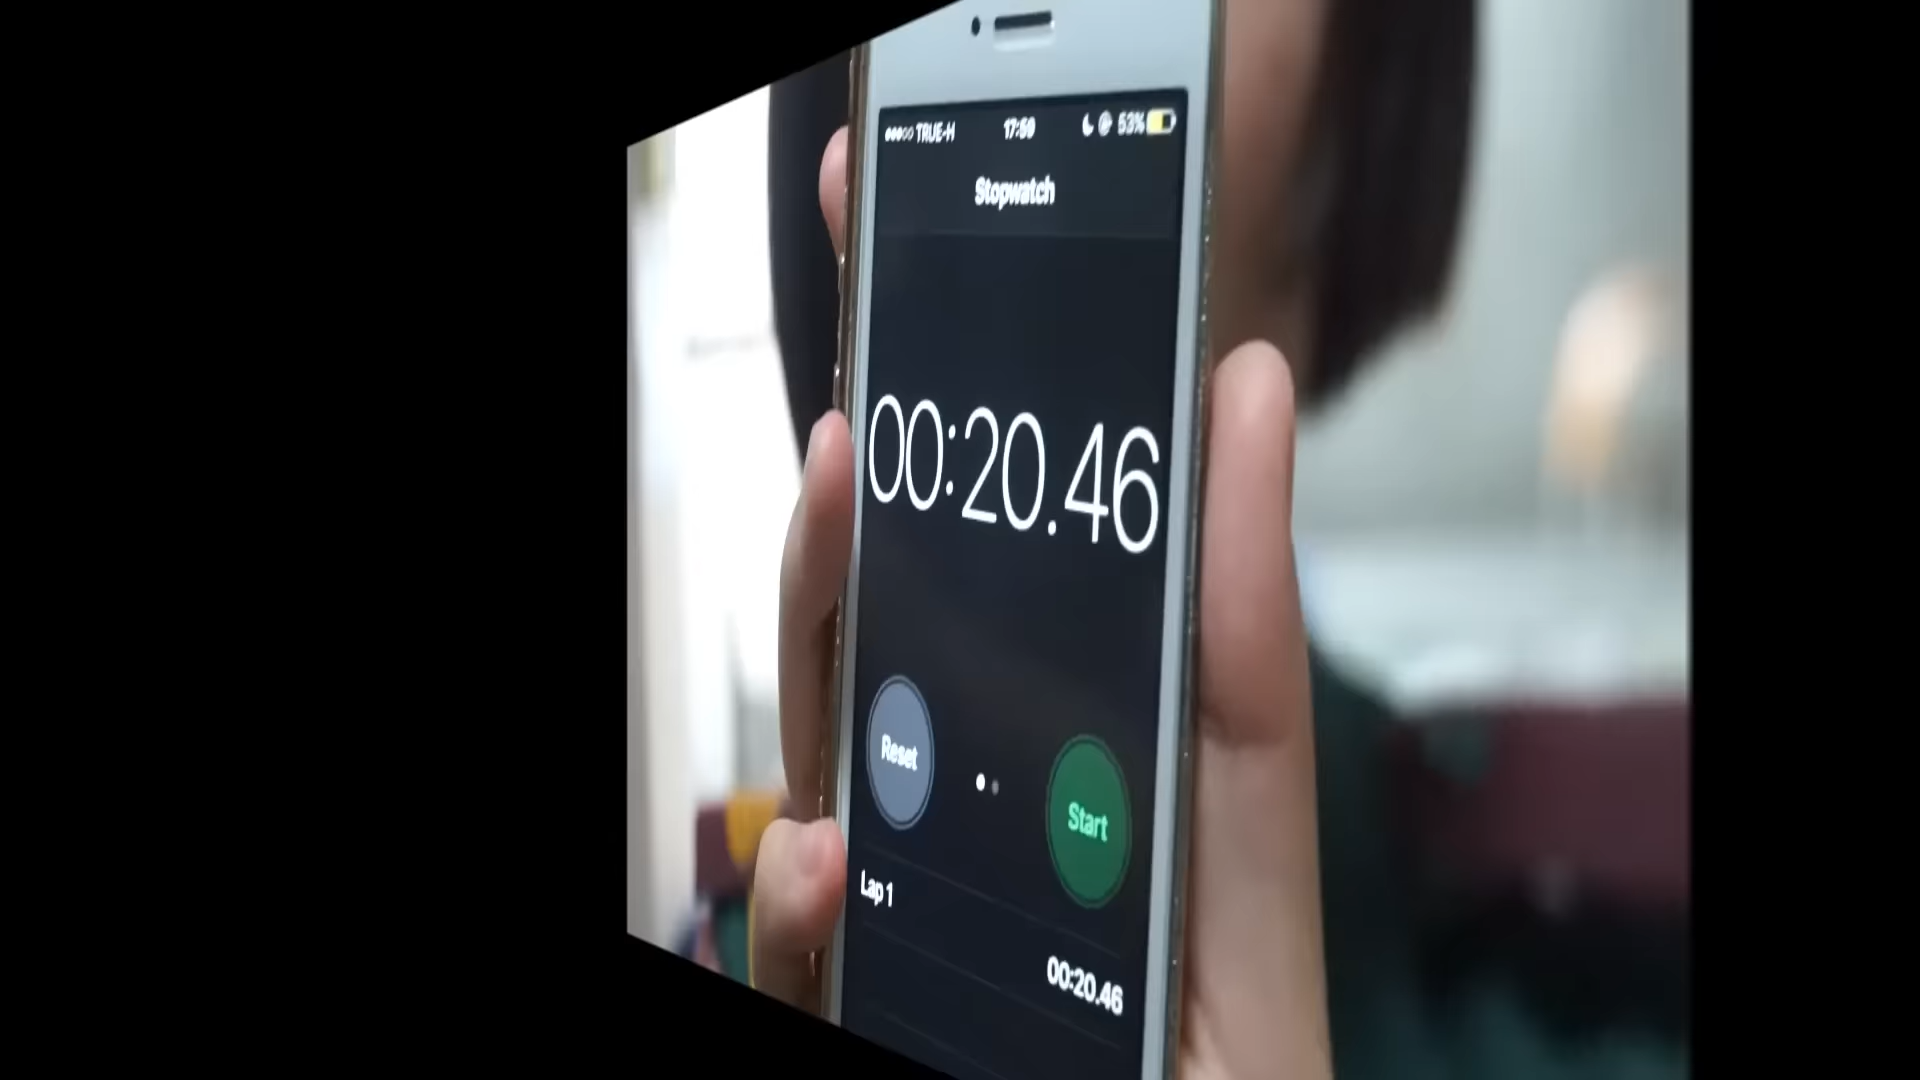 TRUE-H 17:59 53%
Stopwatch
00:20.46
Reset Start
Lap 1 00:20.46